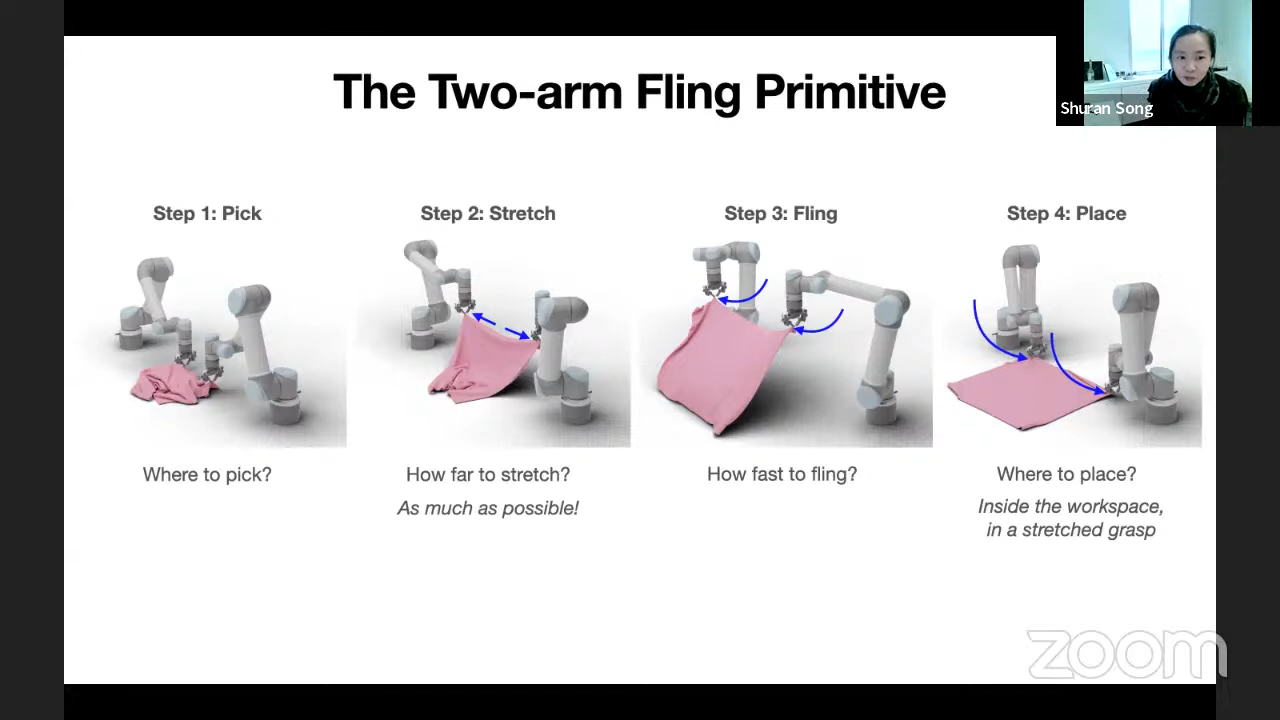 The Two-arm Fling Primitive
Shuran Song
Step 1: Pick
Step 2: Stretch
Step 3: Fling
Step 4: Place
Where to pick?
How far to stretch?
How fast to fling?
Where to place?
As much as possible!
Inside the workspace,
in a stretched grasp
zoom